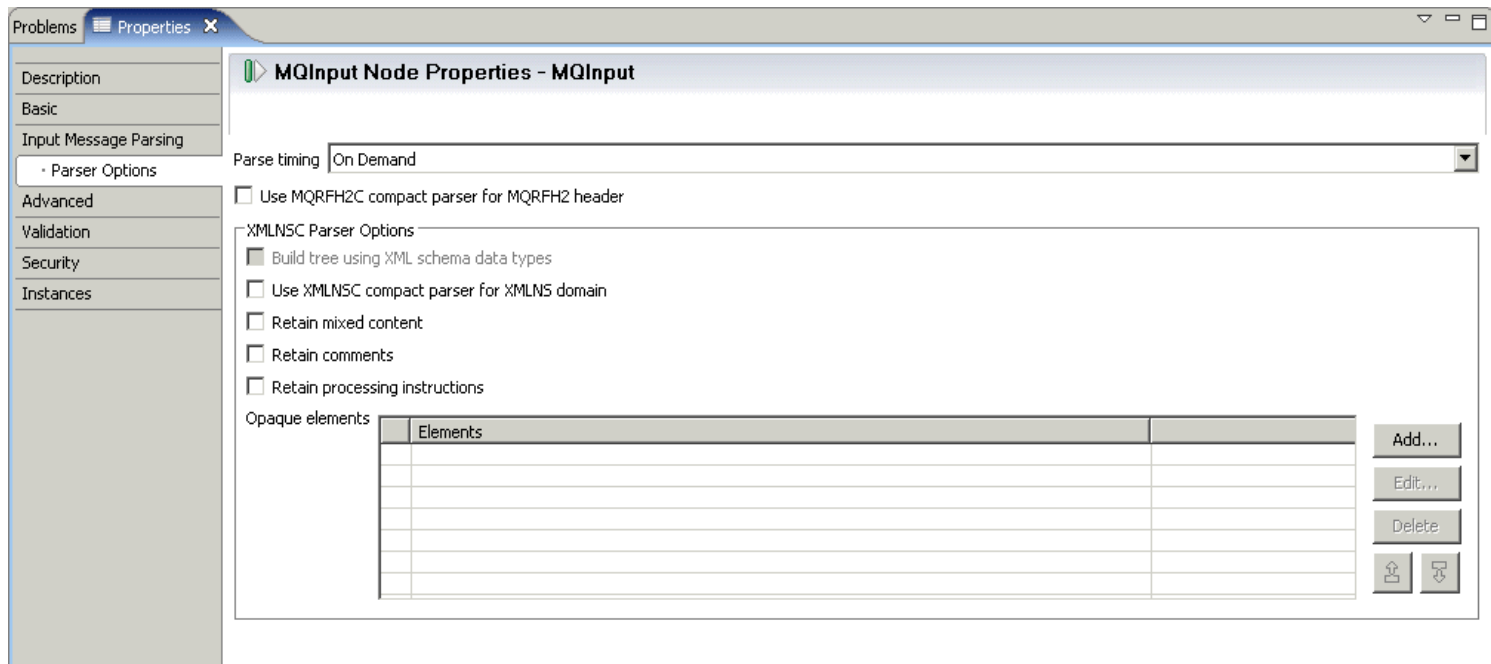 Problems Properties
MQInput Node Properties - MQInput
Description
Basic
Input Message Parsing
· Parser Options
Advanced
Validation
Security
Instances
Parse timing On Demand
Use MQRFH2C compact parser for MQRFH2 header
XMLNSC Parser Options
Build tree using XML schema data types
Use XMLNSC compact parser for XMLNS domain
Retain mixed content
Retain comments
Retain processing instructions
Opaque elements
Elements
Add...
Edit...
Delete